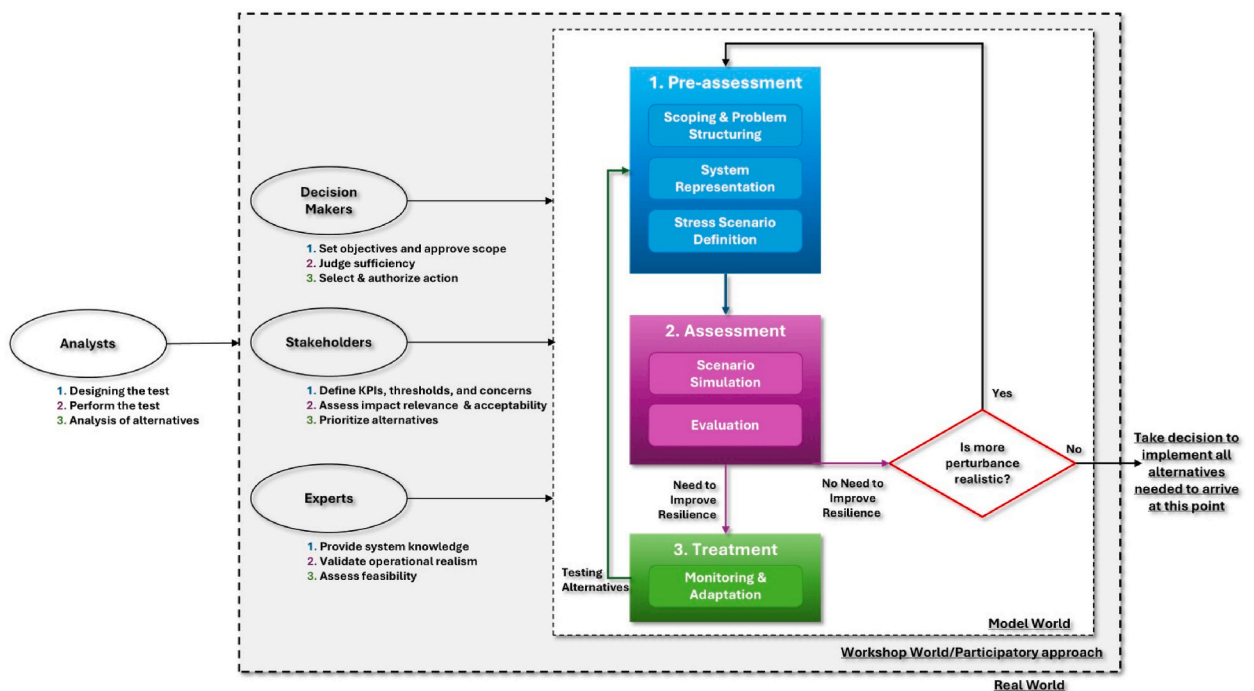 1. Pre-assessment
Scoping & Problem
Structuring
System
Representation
Stress Scenario
Definition
Decision
Makers
1. Set objectives and approve scope
2. Judge sufficiency
3. Select & authorize action
Analysts
1. Designing the test
2. Perform the test
3. Analysis of alternatives
Stakeholders
1. Define KPIs, thresholds, and concerns
2. Assess impact relevance & acceptability
3. Prioritize alternatives
Experts
1. Provide system knowledge
2. Validate operational realism
3. Assess feasibility
2. Assessment
Scenario
Simulation
Evaluation
Need to
Improve
Resilience
No Need to
Improve
Resilience
Is more
perturbance
realistic?
Yes
No
Take decision to
implement all
alternatives
needed to arrive
at this point
3. Treatment
Monitoring &
Adaptation
Testing
Alternatives
Model World
Workshop World/Participatory approach
Real World